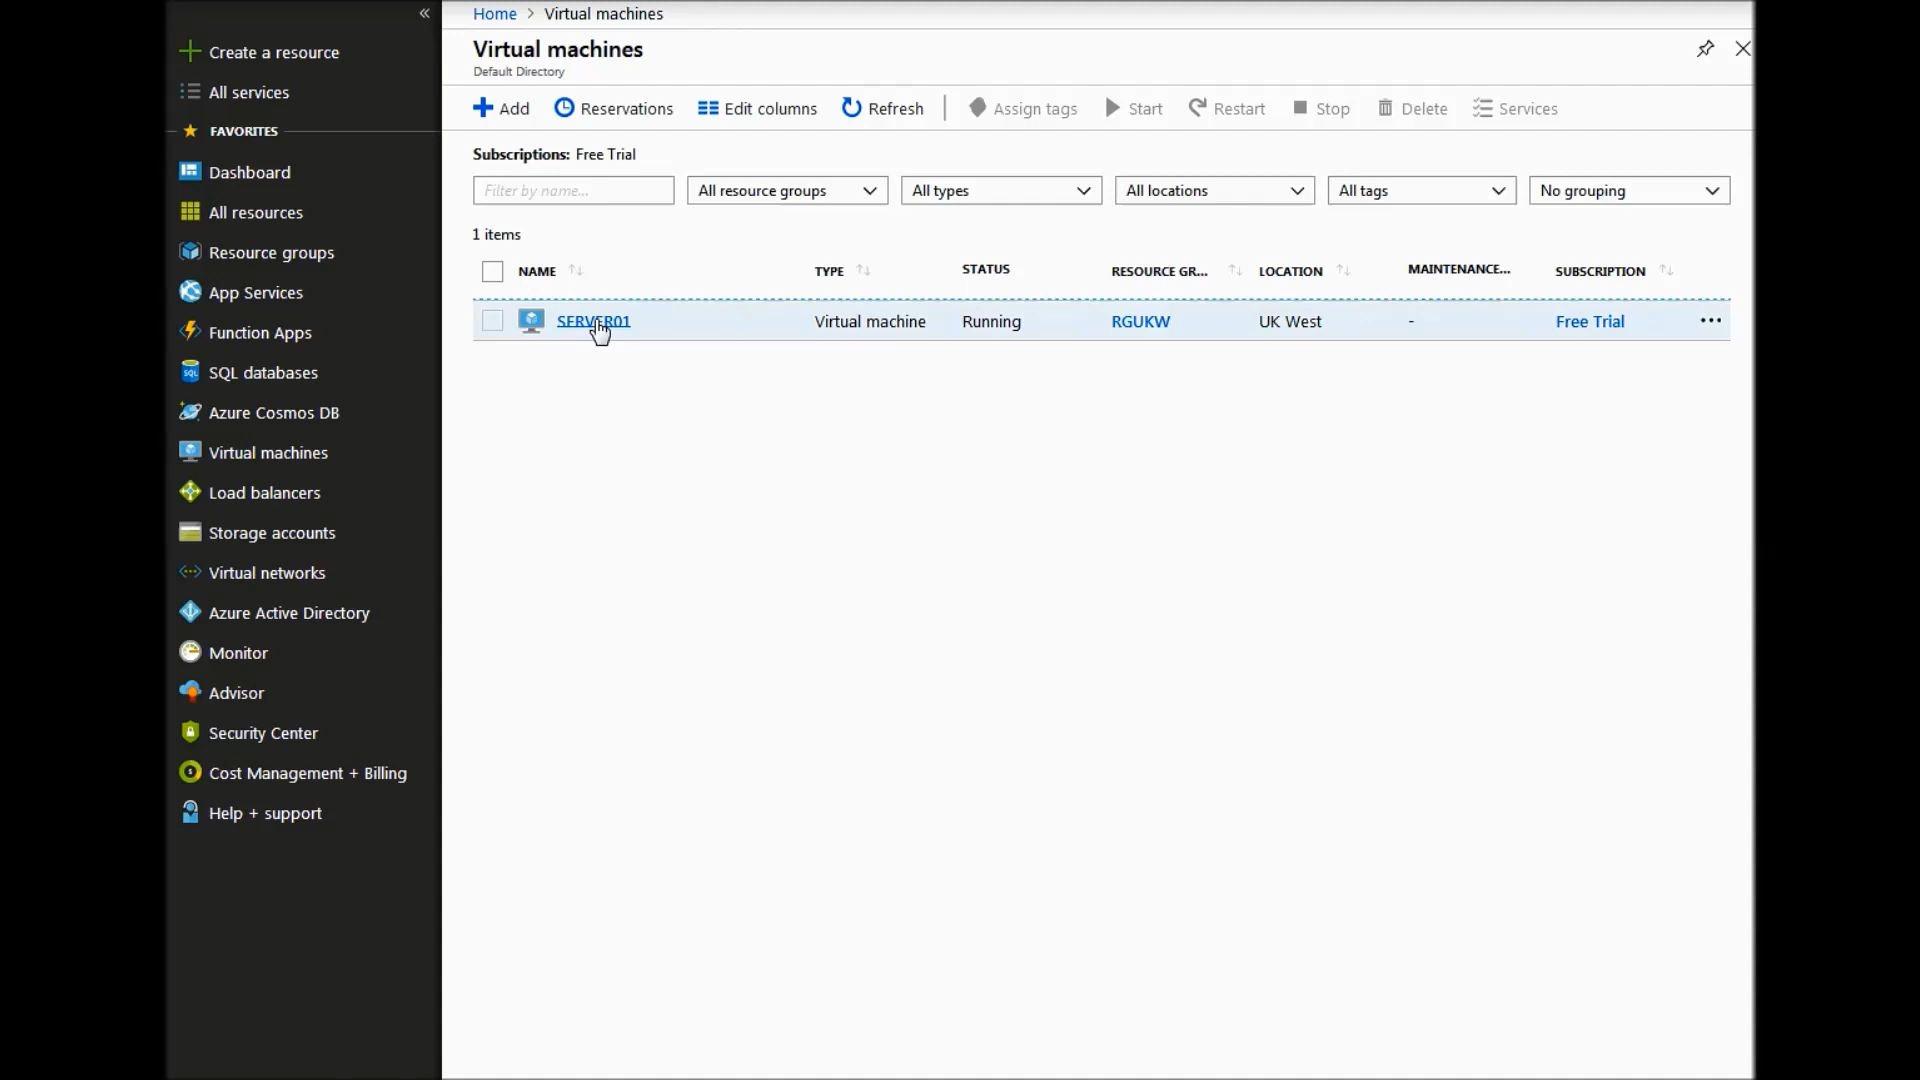 «
Create a resource
All services
FAVORITES
Dashboard
All resources
Resource groups
App Services
Function Apps
SQL
SQL databases
Azure Cosmos DB
Virtual machines
Load balancers
Storage accounts
Virtual networks
Azure Active Directory
Monitor
Advisor
Security Center
Cost Management + Billing
Help + support
Home > Virtual machines
Virtual machines
Default Directory
Add Reservations Edit columns Refresh Assign tags Start Restart Stop Delete Services
Subscriptions: Free Trial
Filter by name... All resource groups All types All locations All tags No grouping
1 items
NAME TYPE STATUS RESOURCE GR... LOCATION MAINTENANCE... SUBSCRIPTION
SERVER01 Virtual machine Running RGUKW UK West - Free Trial ...